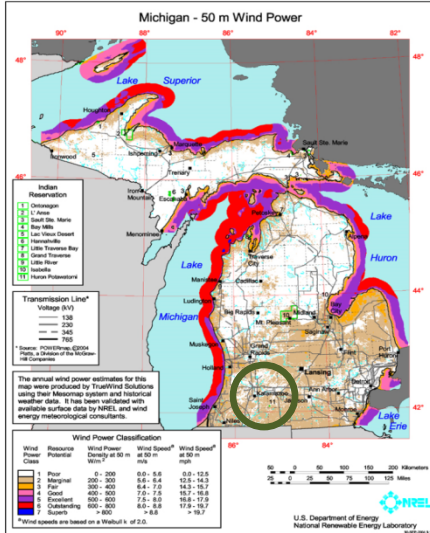 Michigan - 50 m Wind Power
90° 88° 86° 84°
48° 48°
Lake Superior
Houghton
Marquette
Sault Ste. Marie
Ironwood
Ishpeming
46°
Trenary
Iron Mountain
Escanaba
Menominee
Petoskey
Alpena
Traverse City
Lake Huron
Lake Michigan
Manistee
Cadillac
Ludington
44°
Big Rapids
Midland
Bay City
Mt. Pleasant
Saginaw
Muskegon
Grand Rapids
Flint
Port Huron
Holland
Lansing
Kalamazoo
Ann Arbor
Detroit
Saint Joseph
Jackson
42° 42°
Niles
Monroe
Lake Erie
86° 84°
Indian Reservation
1 Ontonagon
2 L' Anse
3 Sault Ste. Marie
4 Bay Mills
5 Lac Vieux Desert
6 Hannahville
7 Little Traverse Bay
8 Grand Traverse
9 Little River
10 Isabella
11 Huron Potawatomi
Transmission Line*
Voltage (kV)
138
230
345
765
* Source: POWERmap, ©2004
Platts, a Division of the McGraw-
Hill Companies
The annual wind power estimates for this
map were produced by TrueWind Solutions
using their Mesomap system and historical
weather data. It has been validated with
available surface data by NREL and wind
energy meteorological consultants.
Wind Power Classification
Wind Power Class Resource Potential Wind Power Density at 50 m W/m² Wind Speedª at 50 m m/s Wind Speedª at 50 m mph
1 Poor 0 - 200 0.0 - 5.6 0.0 - 12.5
2 Marginal 200 - 300 5.6 - 6.4 12.5 - 14.3
3 Fair 300 - 400 6.4 - 7.0 14.3 - 15.7
4 Good 400 - 500 7.0 - 7.5 15.7 - 16.8
5 Excellent 500 - 600 7.5 - 8.0 16.8 - 17.9
6 Outstanding 600 - 800 8.0 - 8.8 17.9 - 19.7
7 Superb > 800 > 8.8 > 19.7
ª Wind speeds are based on a Weibull k of 2.0.
50 0 50 100 150 200 Kilometers
25 0 25 50 75 100 125 Miles
NREL
U.S. Department of Energy
National Renewable Energy Laboratory